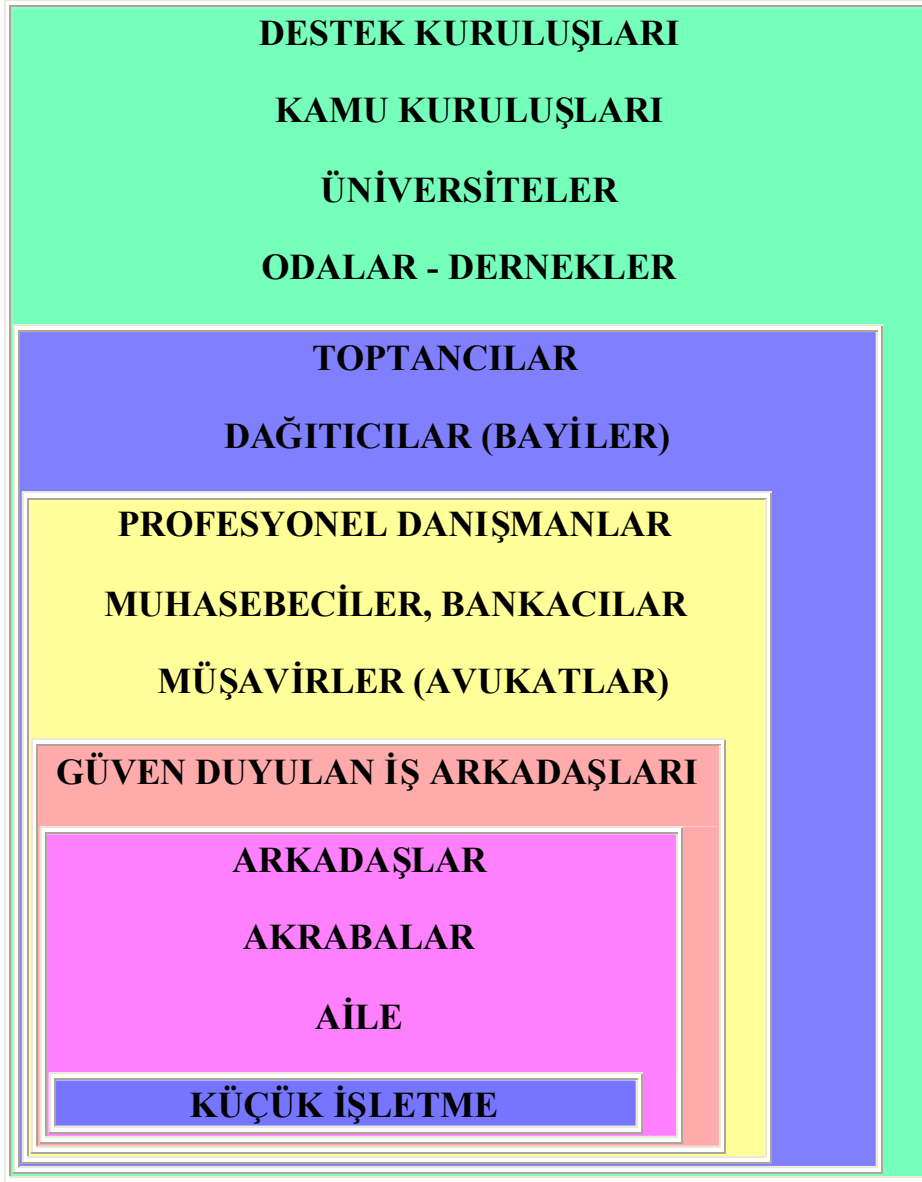 DESTEK KURULUŞLARI
KAMU KURULUŞLARI
ÜNİVERSİTELER
ODALAR - DERNEKLER
TOPTANCILAR
DAĞITICILAR (BAYİLER)
PROFESYONEL DANIŞMANLAR
MUHASEBECİLER, BANKACILAR
MÜŞAVİRLER (AVUKATLAR)
GÜVEN DUYULAN İŞ ARKADAŞLARI
ARKADAŞLAR
AKRABALAR
AİLE
KÜÇÜK İŞLETME